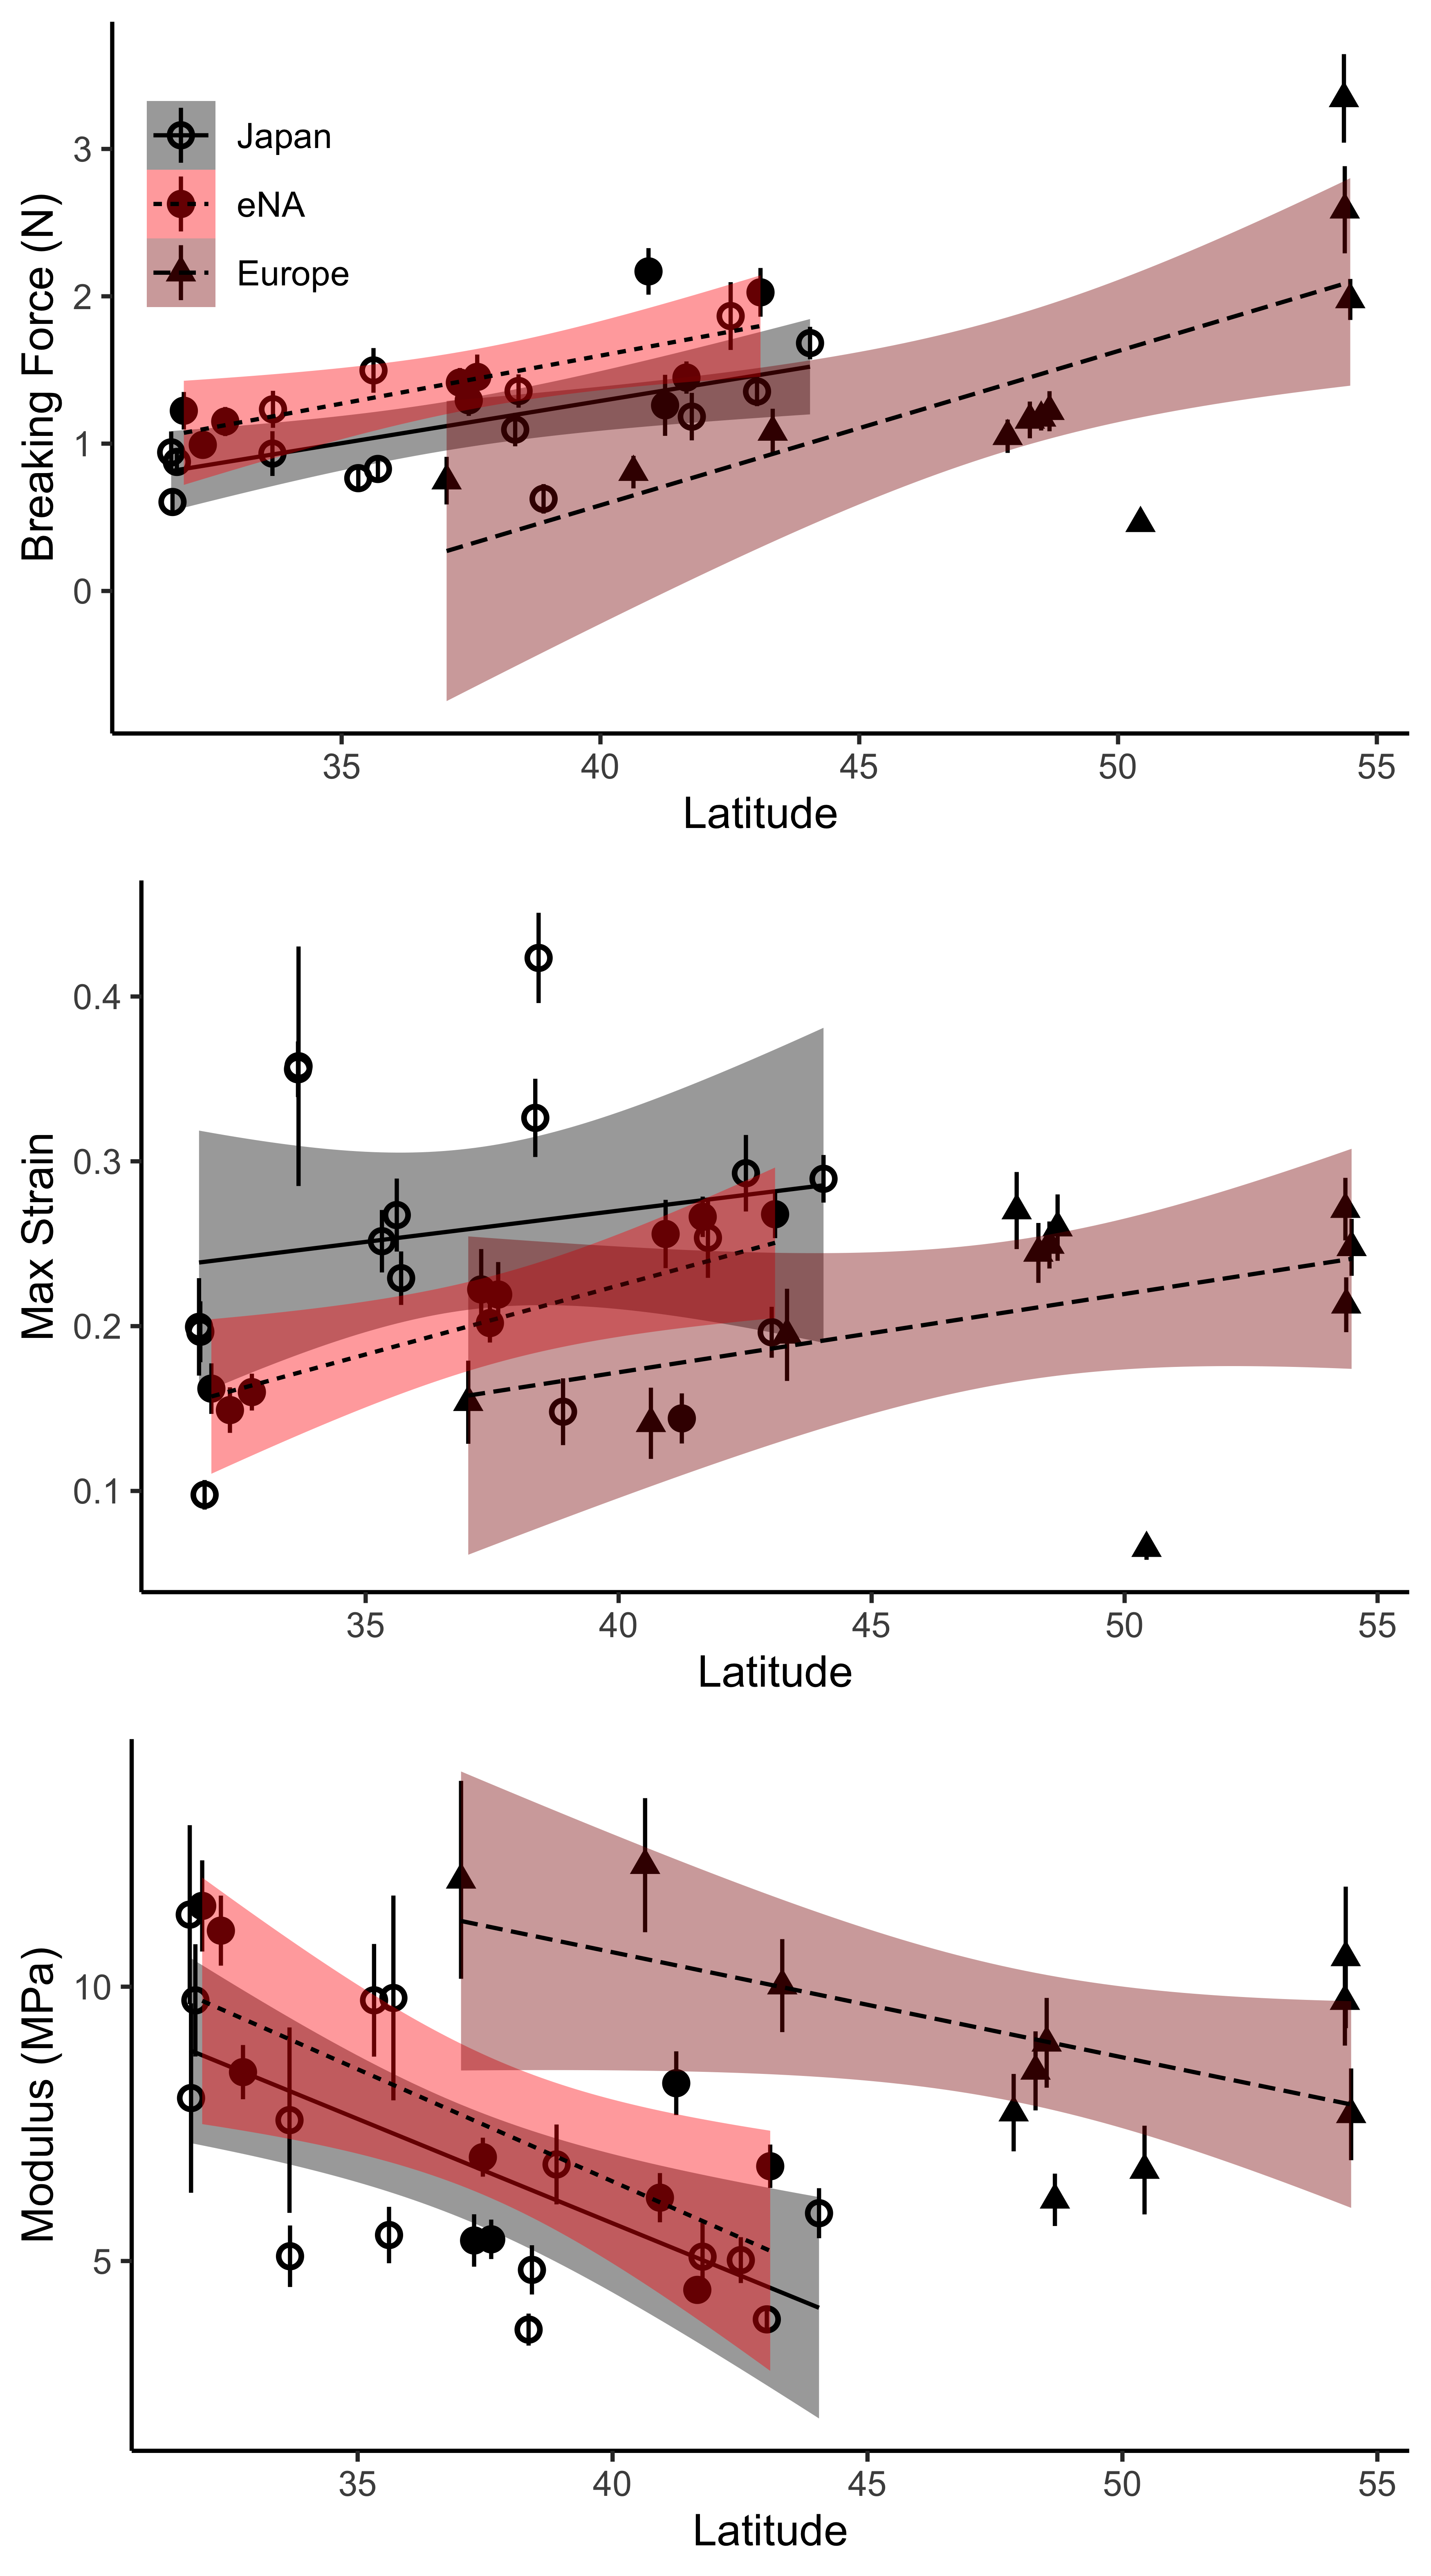 Breaking Force (N)
3
2
1
0
Japan
eNA
Europe
35 40 45 50 55
Latitude
Max Strain
0.4
0.3
0.2
0.1
35 40 45 50 55
Latitude
Modulus (MPa)
10
5
35 40 45 50 55
Latitude